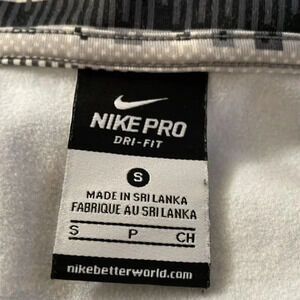 NIKE PRO
DRI-FIT
S
MADE IN SRI LANKA
FABRIQUE AU SRI LANKA
S P CH
nikebetterworld.com